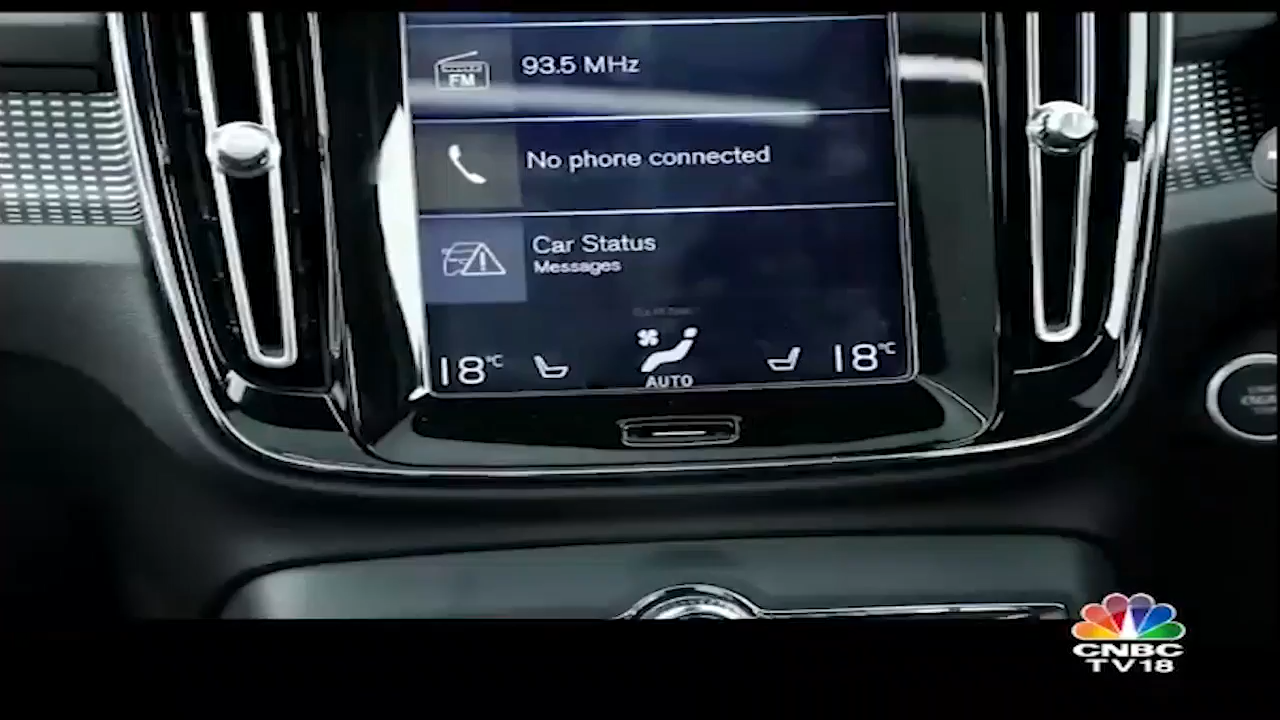 93.5 MHz
FM
No phone connected
Car Status
Messages
18°C
18°C
AUTO
CNBC
TV18